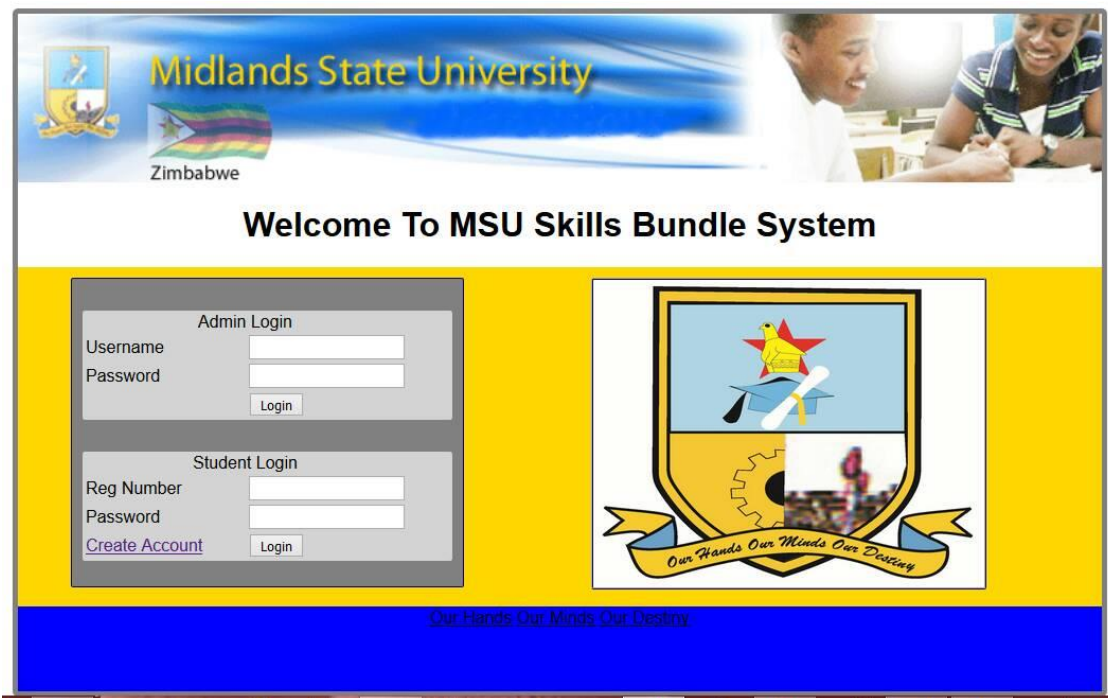 Midlands State University
Zimbabwe
Welcome To MSU Skills Bundle System
Admin Login
Username
Password
Login
Student Login
Reg Number
Password
Create Account Login
Our Hands Our Minds Our Destiny
Our Hands Our Minds Our Destiny